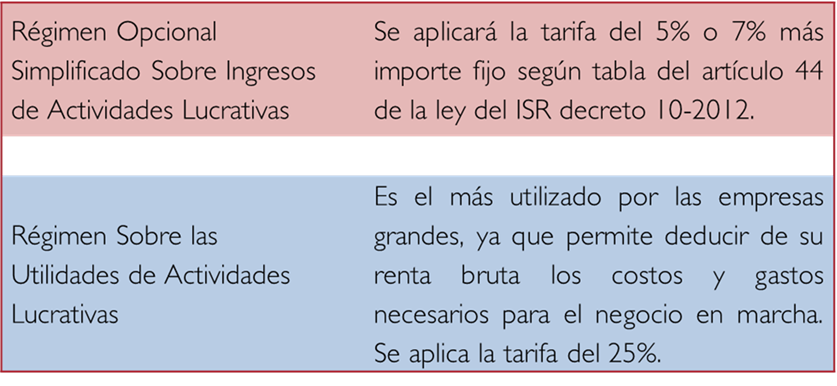 Régimen Opcional
Simplificado Sobre Ingresos
de Actividades Lucrativas
Se aplicará la tarifa del 5% o 7% más
importe fijo según tabla del artículo 44
de la ley del ISR decreto 10-2012.
Régimen Sobre las
Utilidades de Actividades
Lucrativas
Es el más utilizado por las empresas
grandes, ya que permite deducir de su
renta bruta los costos y gastos
necesarios para el negocio en marcha.
Se aplica la tarifa del 25%.